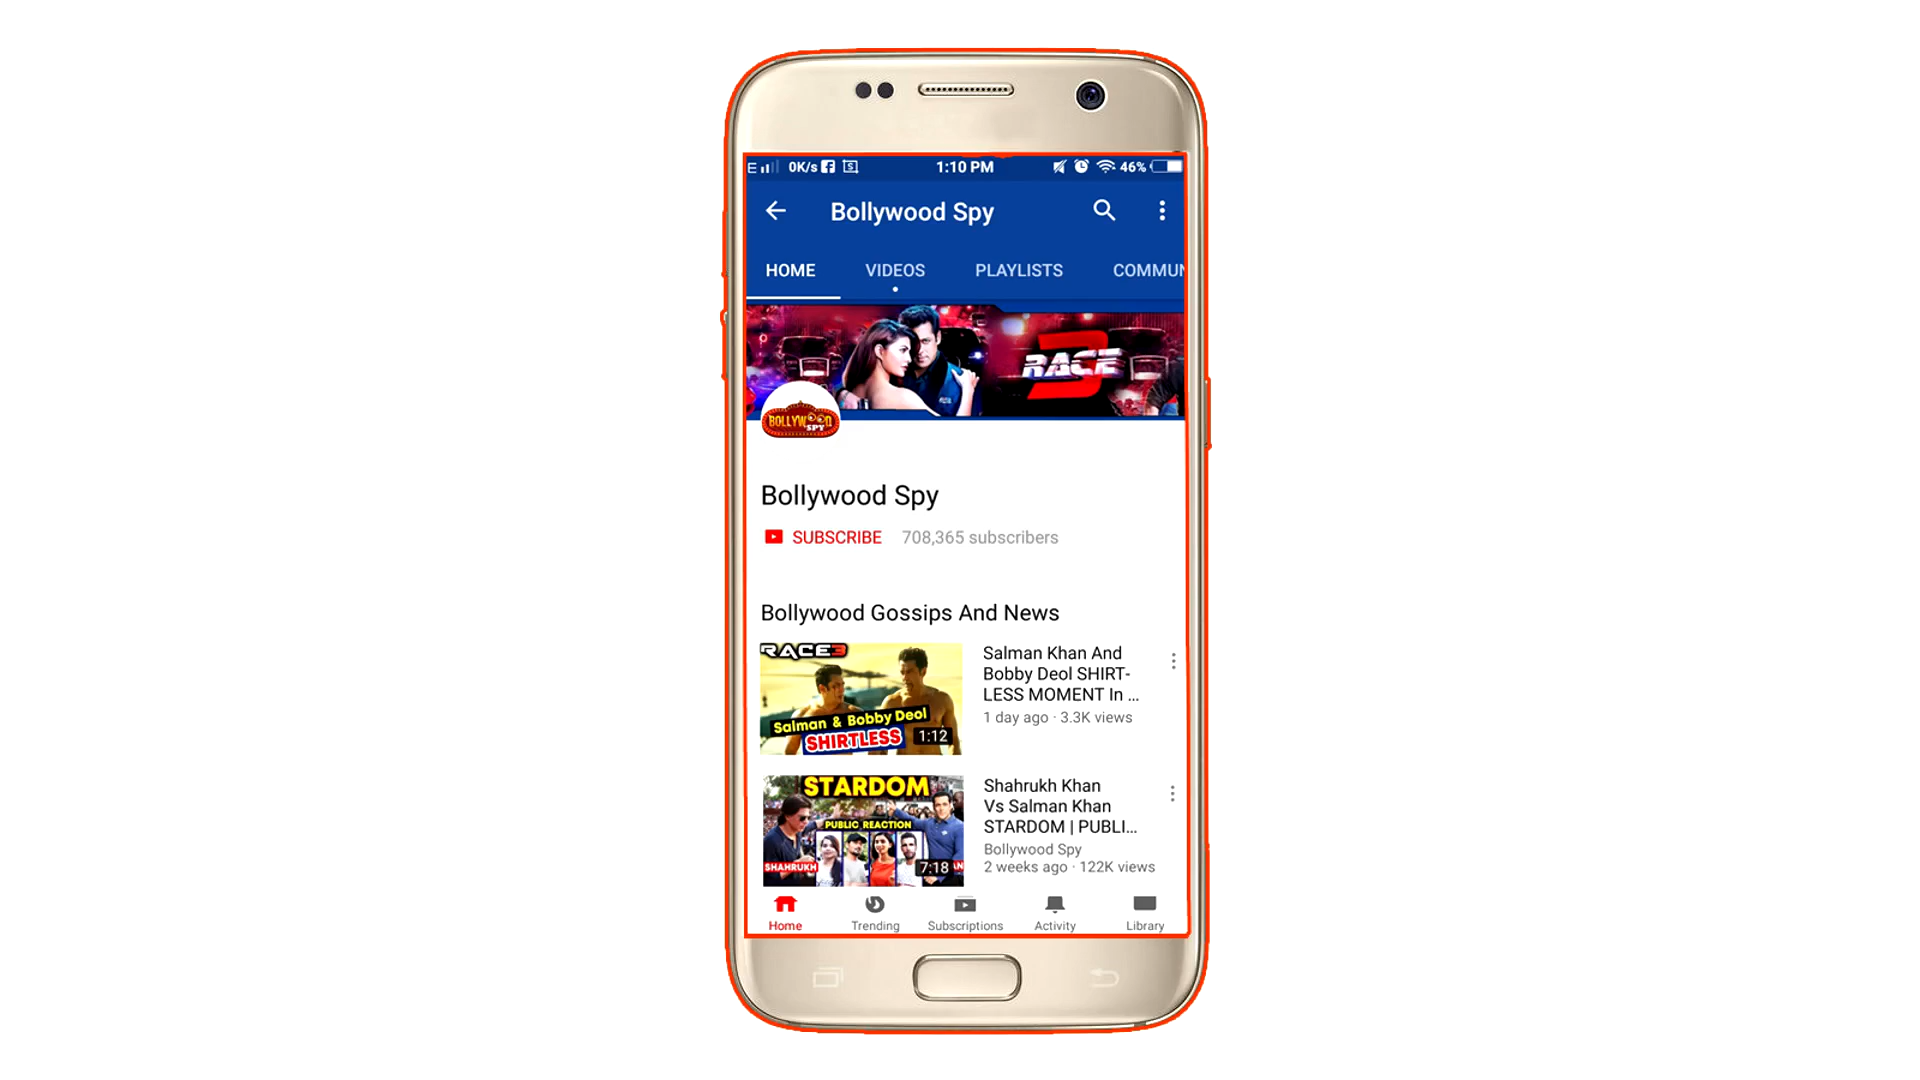 E 0K/s 1:10 PM 46%
Bollywood Spy
HOME VIDEOS PLAYLISTS COMMUN
RACE 3
BOLLYWOOD
SPY
Bollywood Spy
SUBSCRIBE 708,365 subscribers
Bollywood Gossips And News
RACE3
Salman & Bobby Deol
SHIRTLESS
1:12
Salman Khan And
Bobby Deol SHIRT-
LESS MOMENT In ...
1 day ago · 3.3K views
STARDOM
PUBLIC REACTION
SHAHRUKH
7:18
Shahrukh Khan
Vs Salman Khan
STARDOM | PUBLI...
Bollywood Spy
2 weeks ago · 122K views
Home Trending Subscriptions Activity Library